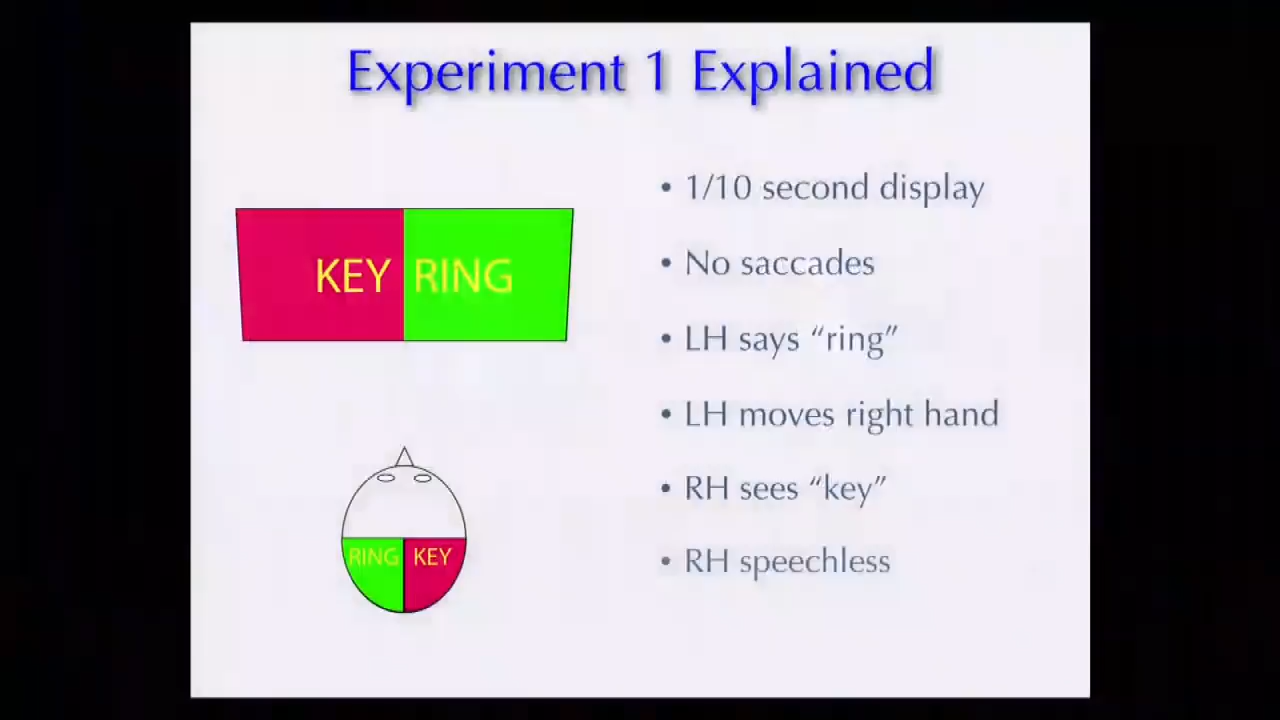 Experiment 1 Explained
KEY RING
RING KEY
• 1/10 second display
• No saccades
• LH says “ring”
• LH moves right hand
• RH sees “key”
• RH speechless